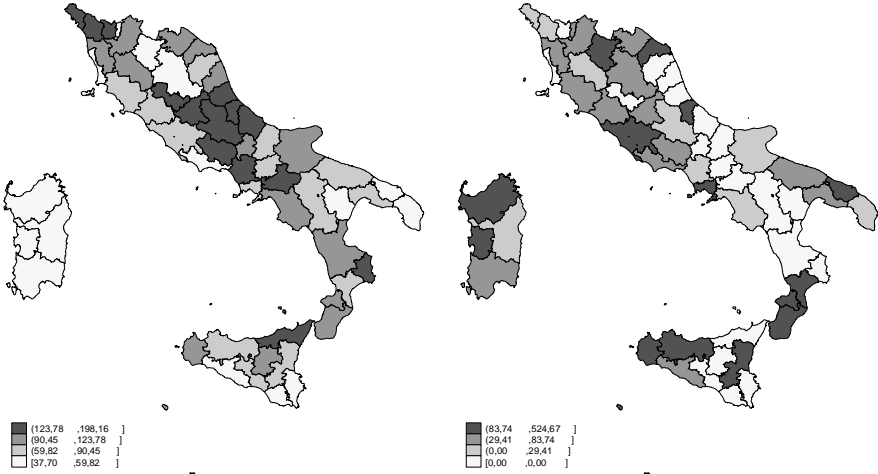 (123,78 ,198,16 ]
(90,45 ,123,78 ]
(59,82 ,90,45 ]
[37,70 ,59,82 ]
(83,74 ,524,67 ]
(29,41 ,83,74 ]
(0,00 ,29,41 ]
[0,00 ,0,00 ]